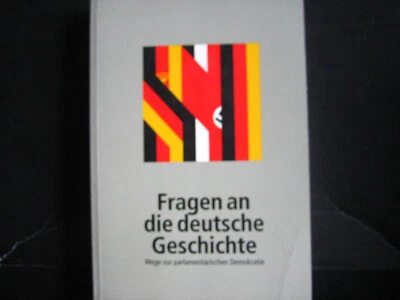 Fragen an
die deutsche
Geschichte
Wege zur parlamentarischen Demokratie